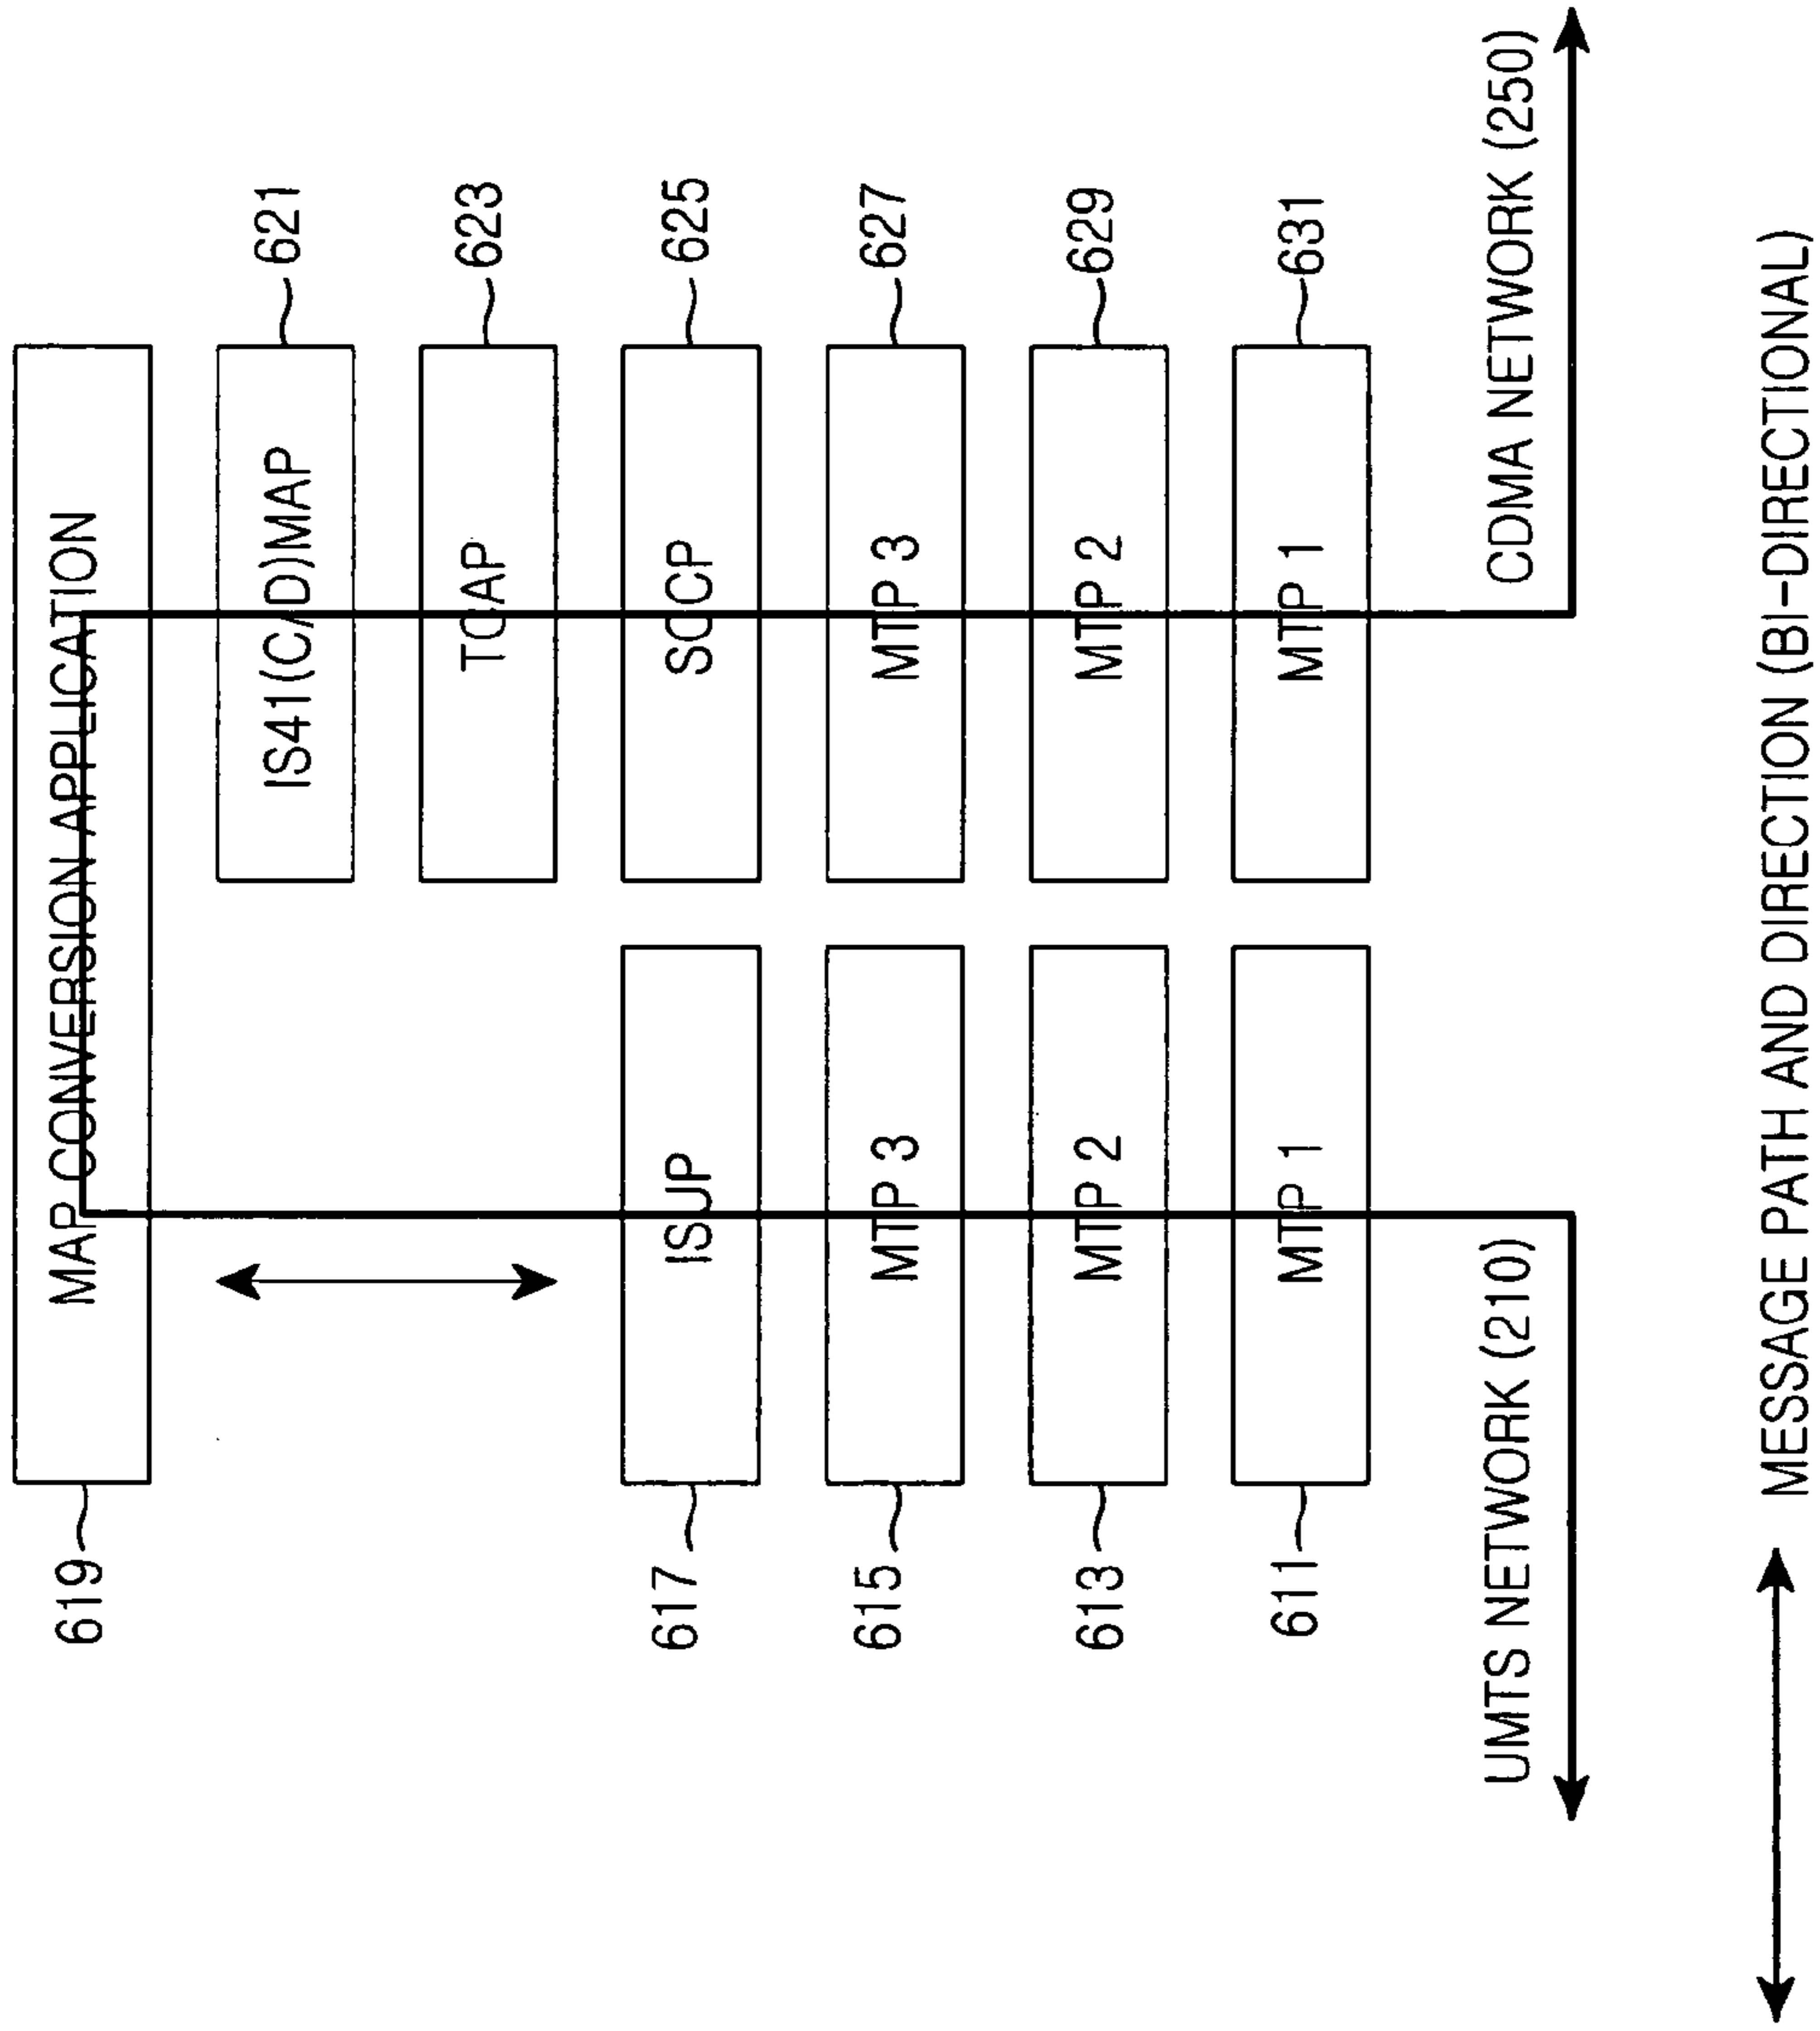 MAP CONVERSION APPLICATION
619
IS41(C/D)MAP
621
TCAP
623
617
ISUP
SCCP
625
615
MTP 3
MTP 3
627
613
MTP 2
MTP 2
629
611
MTP 1
MTP 1
631
UMTS NETWORK (210)
CDMA NETWORK (250)
MESSAGE PATH AND DIRECTION (BI-DIRECTIONAL)